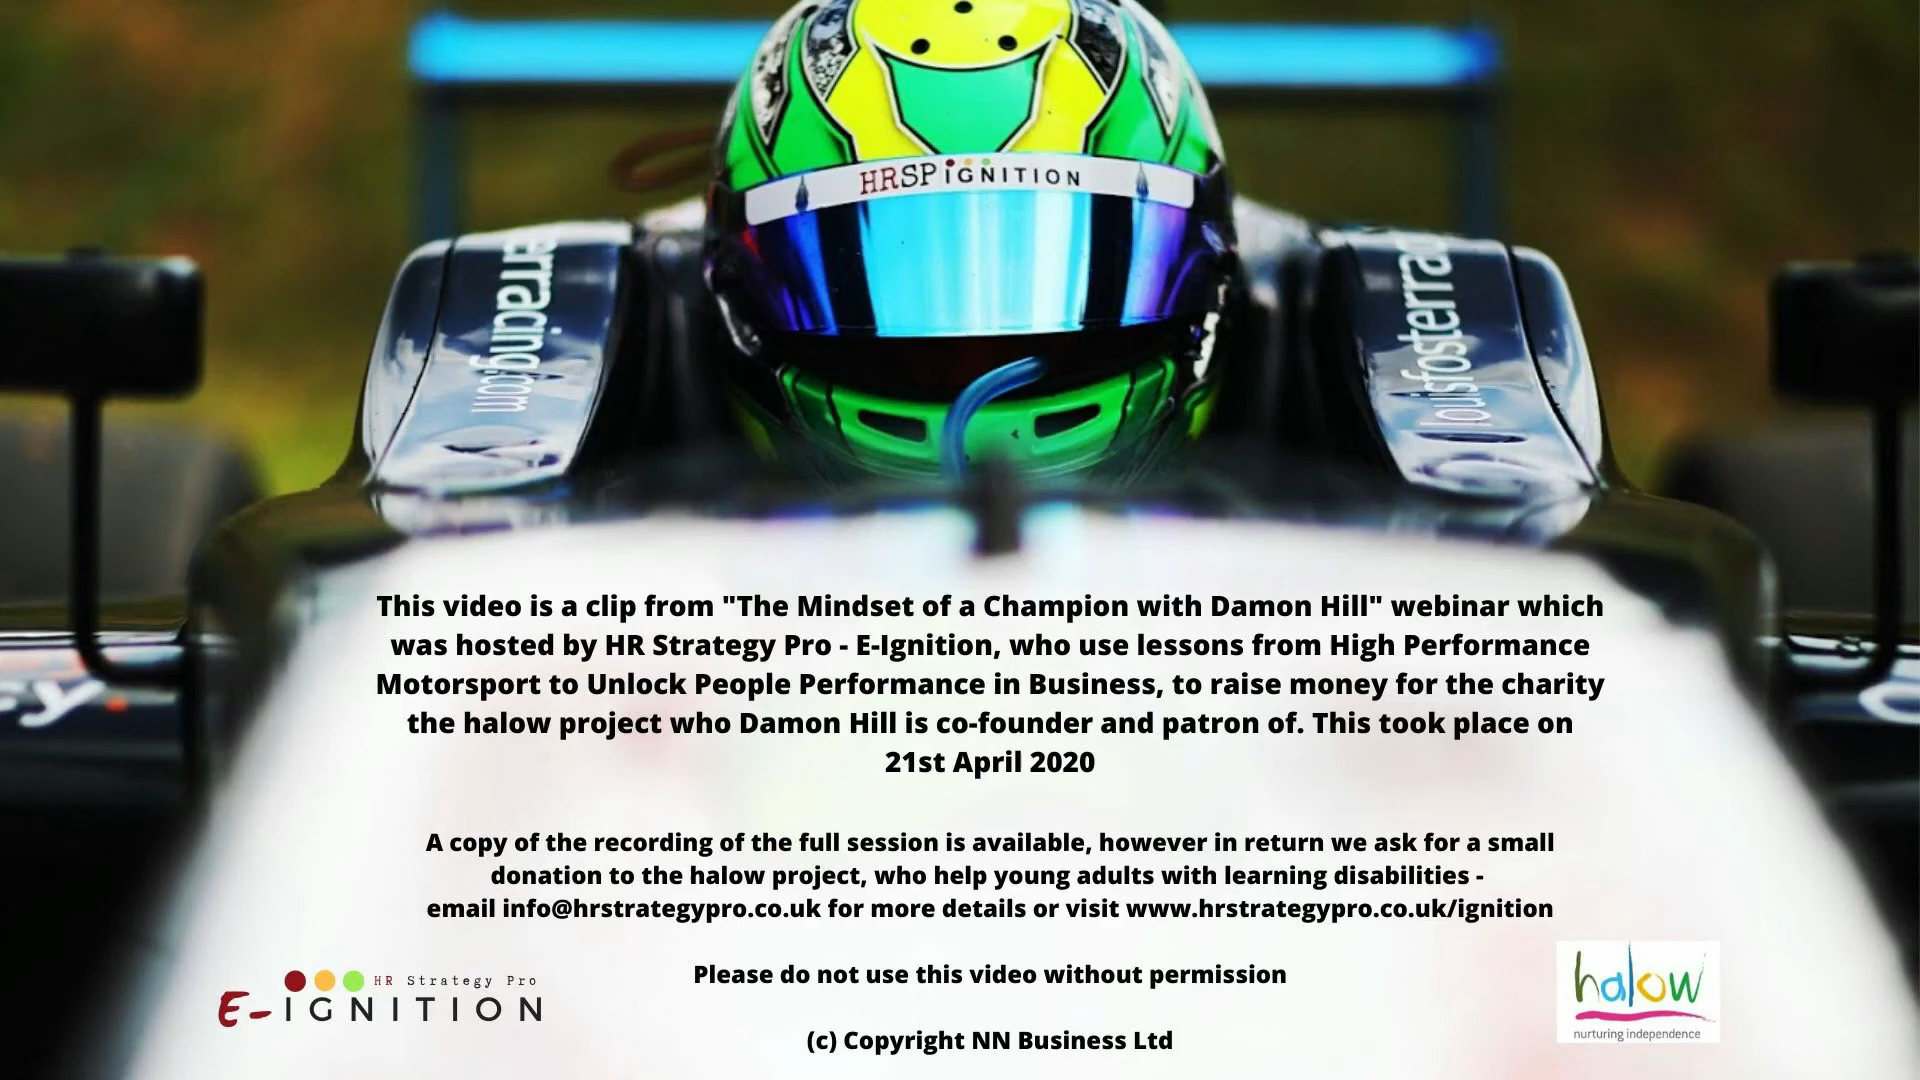 HRSP iGNITION
erracing.com
louisfosterrac
This video is a clip from "The Mindset of a Champion with Damon Hill" webinar which
was hosted by HR Strategy Pro - E-Ignition, who use lessons from High Performance
Motorsport to Unlock People Performance in Business, to raise money for the charity
the halow project who Damon Hill is co-founder and patron of. This took place on
21st April 2020
A copy of the recording of the full session is available, however in return we ask for a small
donation to the halow project, who help young adults with learning disabilities -
email info@hrstrategypro.co.uk for more details or visit www.hrstrategypro.co.uk/ignition
Please do not use this video without permission
(c) Copyright NN Business Ltd
HR Strategy Pro
E-IGNITION
halow
nurturing independence